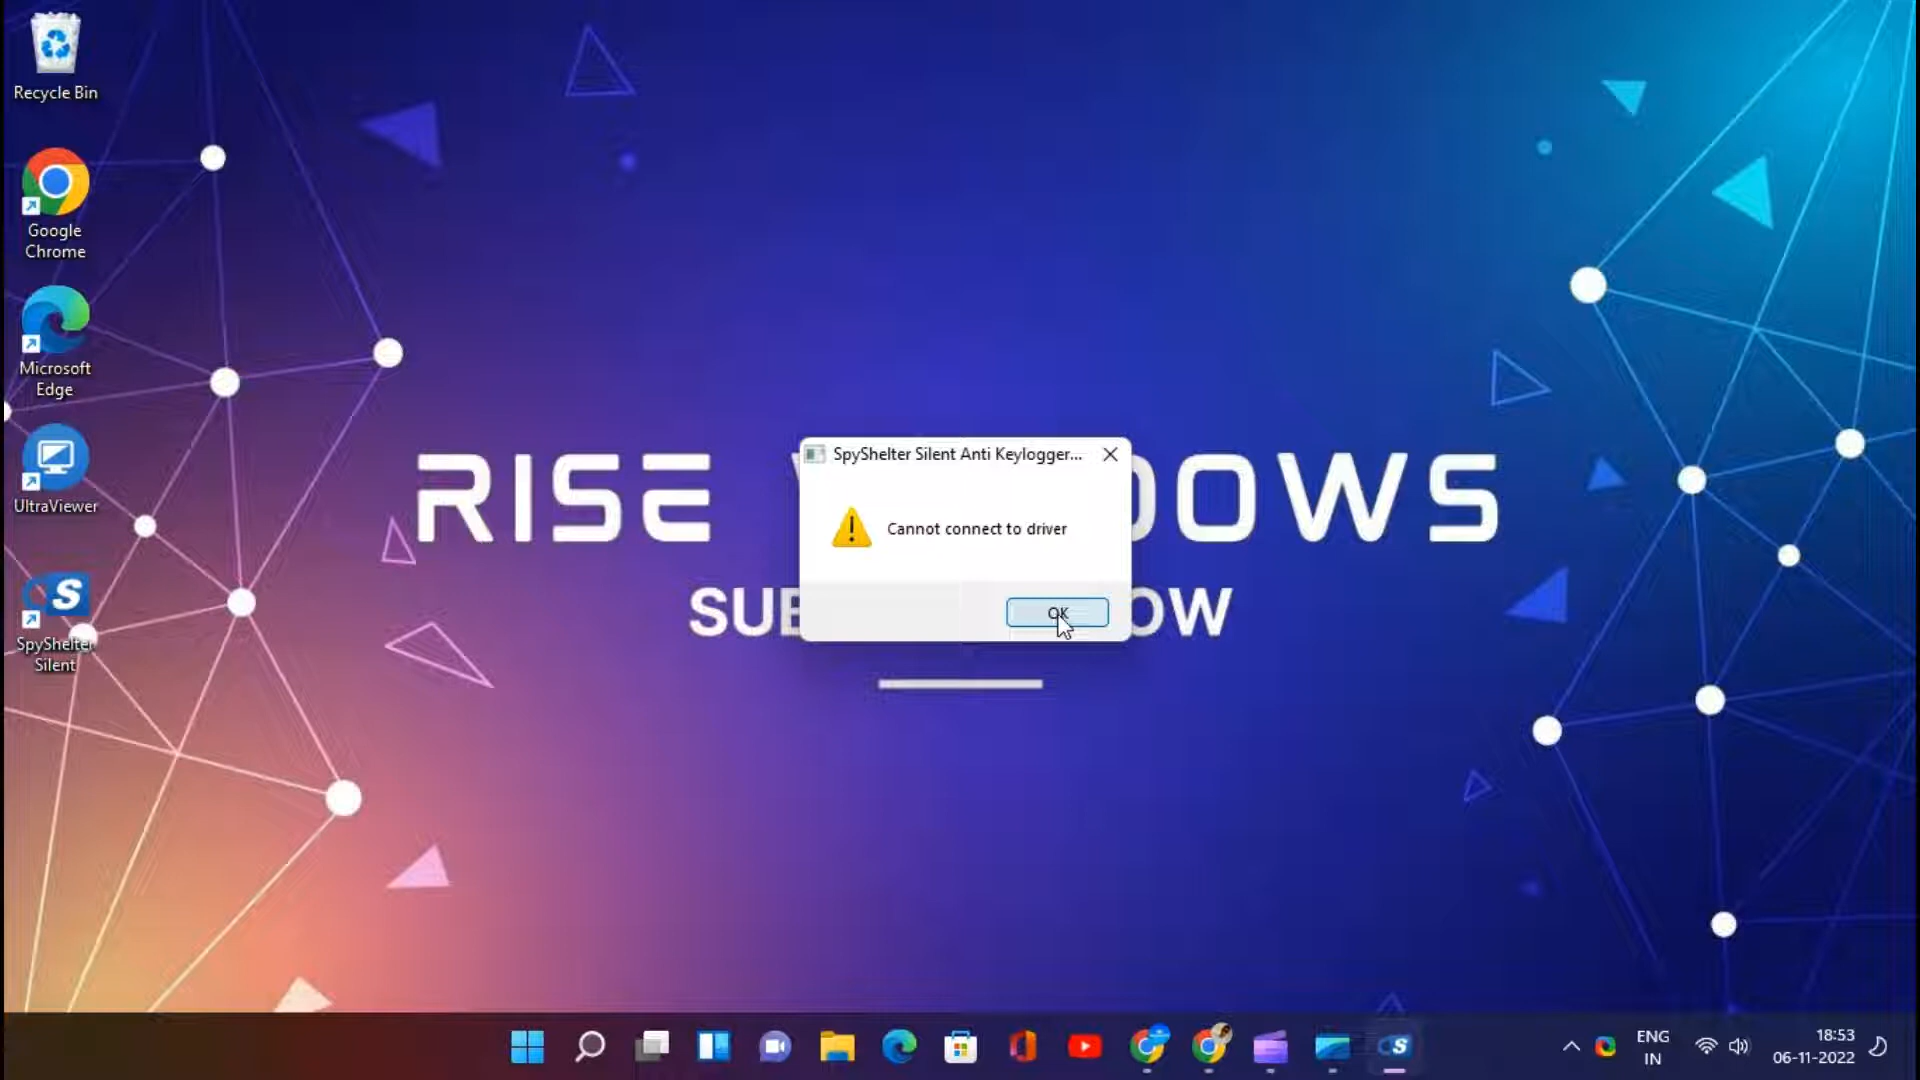 Recycle Bin
Google
Chrome
Microsoft
Edge
UltraViewer
S
SpyShelter
Silent
RISE W DOWS
SUB OW
SpyShelter Silent Anti Keylogger...
Cannot connect to driver
OK
S
ENG
IN
18:53
06-11-2022